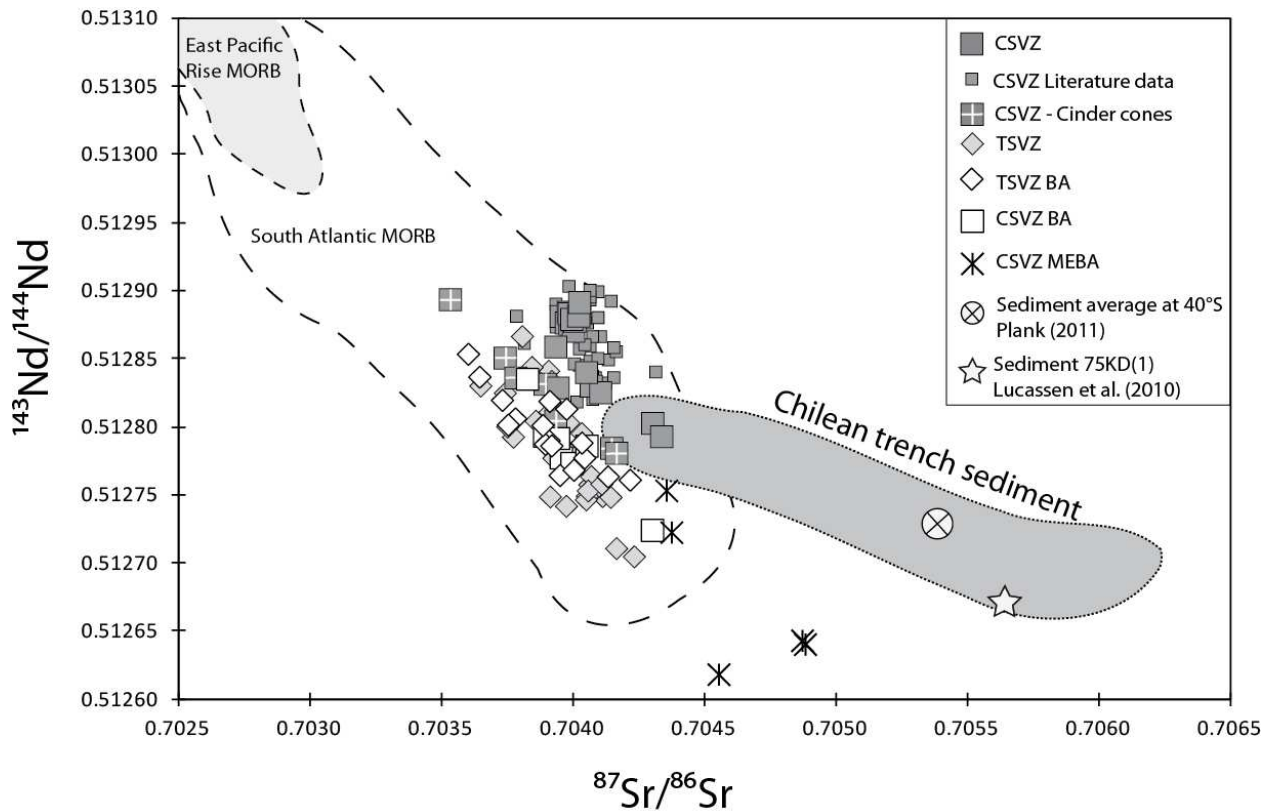 0.51310
0.51305
0.51300
0.51295
0.51290
0.51285
0.51280
0.51275
0.51270
0.51265
0.51260
¹⁴³Nd/¹⁴⁴Nd
East Pacific
Rise MORB
South Atlantic MORB
Chilean trench sediment
CSVZ
CSVZ Literature data
CSVZ - Cinder cones
TSVZ
TSVZ BA
CSVZ BA
CSVZ MEBA
Sediment average at 40°S
Plank (2011)
Sediment 75KD(1)
Lucassen et al. (2010)
0.7025 0.7030 0.7035 0.7040 0.7045 0.7050 0.7055 0.7060 0.7065
⁸⁷Sr/⁸⁶Sr